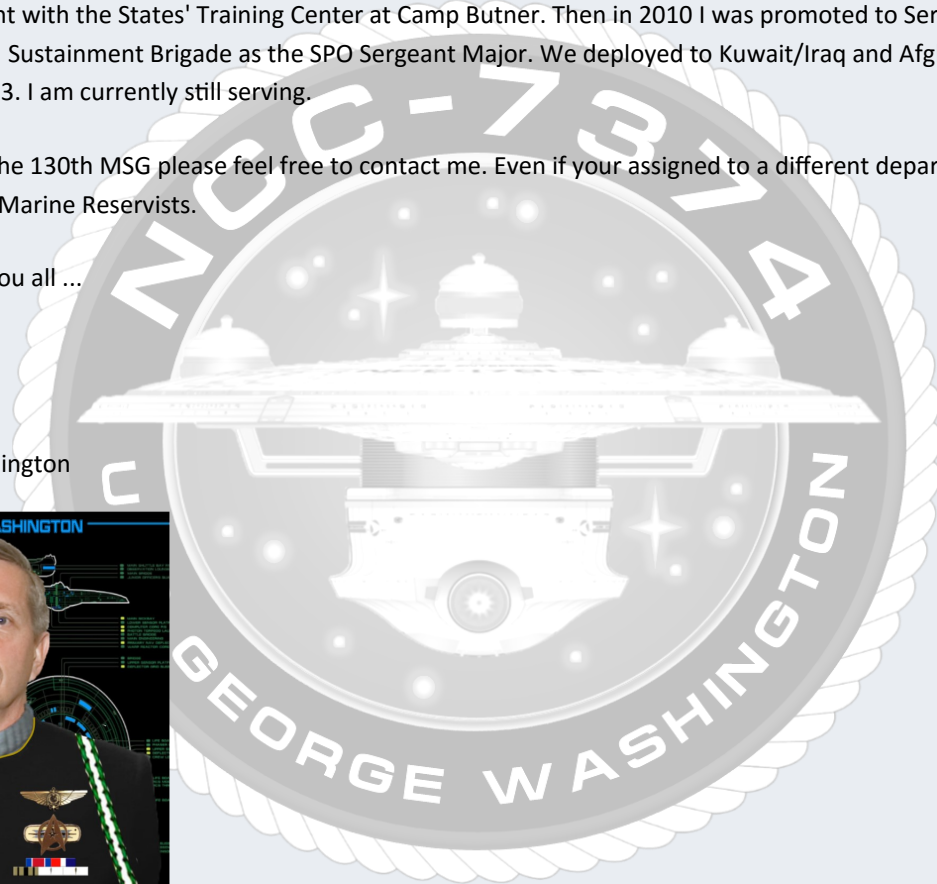 nt with the States' Training Center at Camp Butner. Then in 2010 I was promoted to Ser
Sustainment Brigade as the SPO Sergeant Major. We deployed to Kuwait/Iraq and Afg
3. I am currently still serving.
he 130th MSG please feel free to contact me. Even if your assigned to a different depar
Marine Reservists.
ou all ...
ington
NCC-7374
U
GEORGE WASHINGTON
ASHINGTON